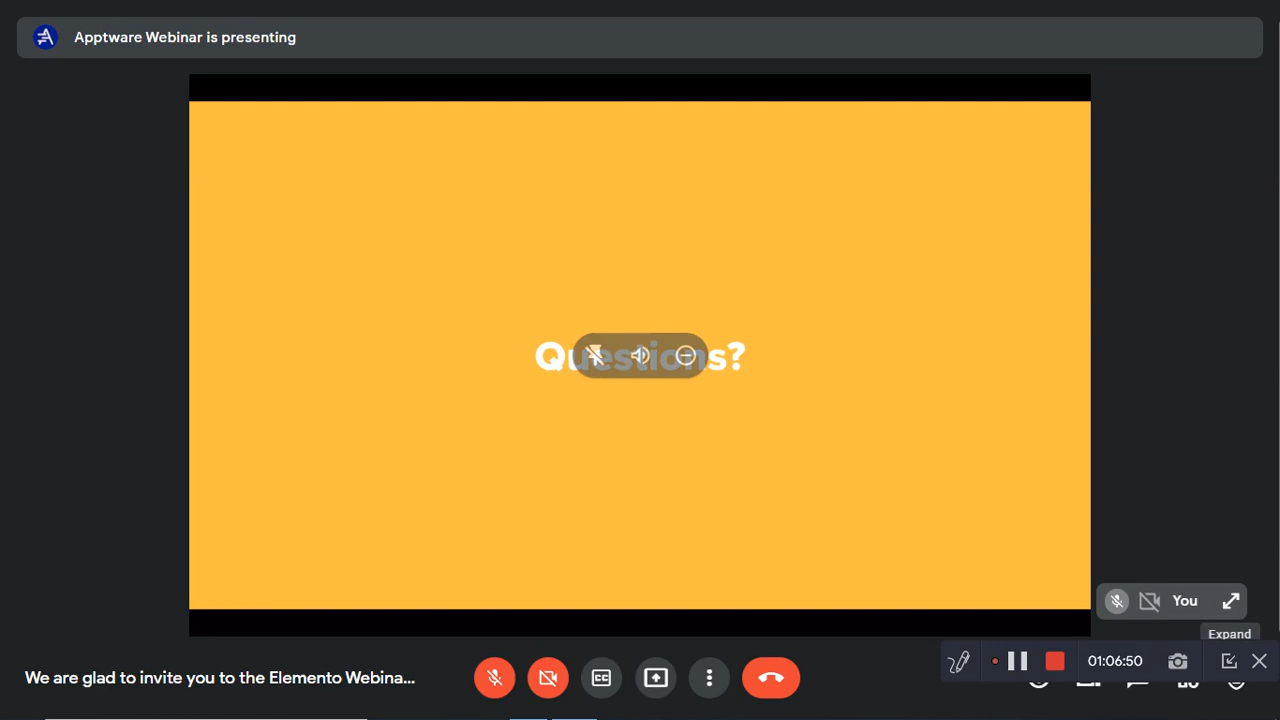 Apptware Webinar is presenting
Questions?
You
Expand
01:06:50
We are glad to invite you to the Elemento Webina...